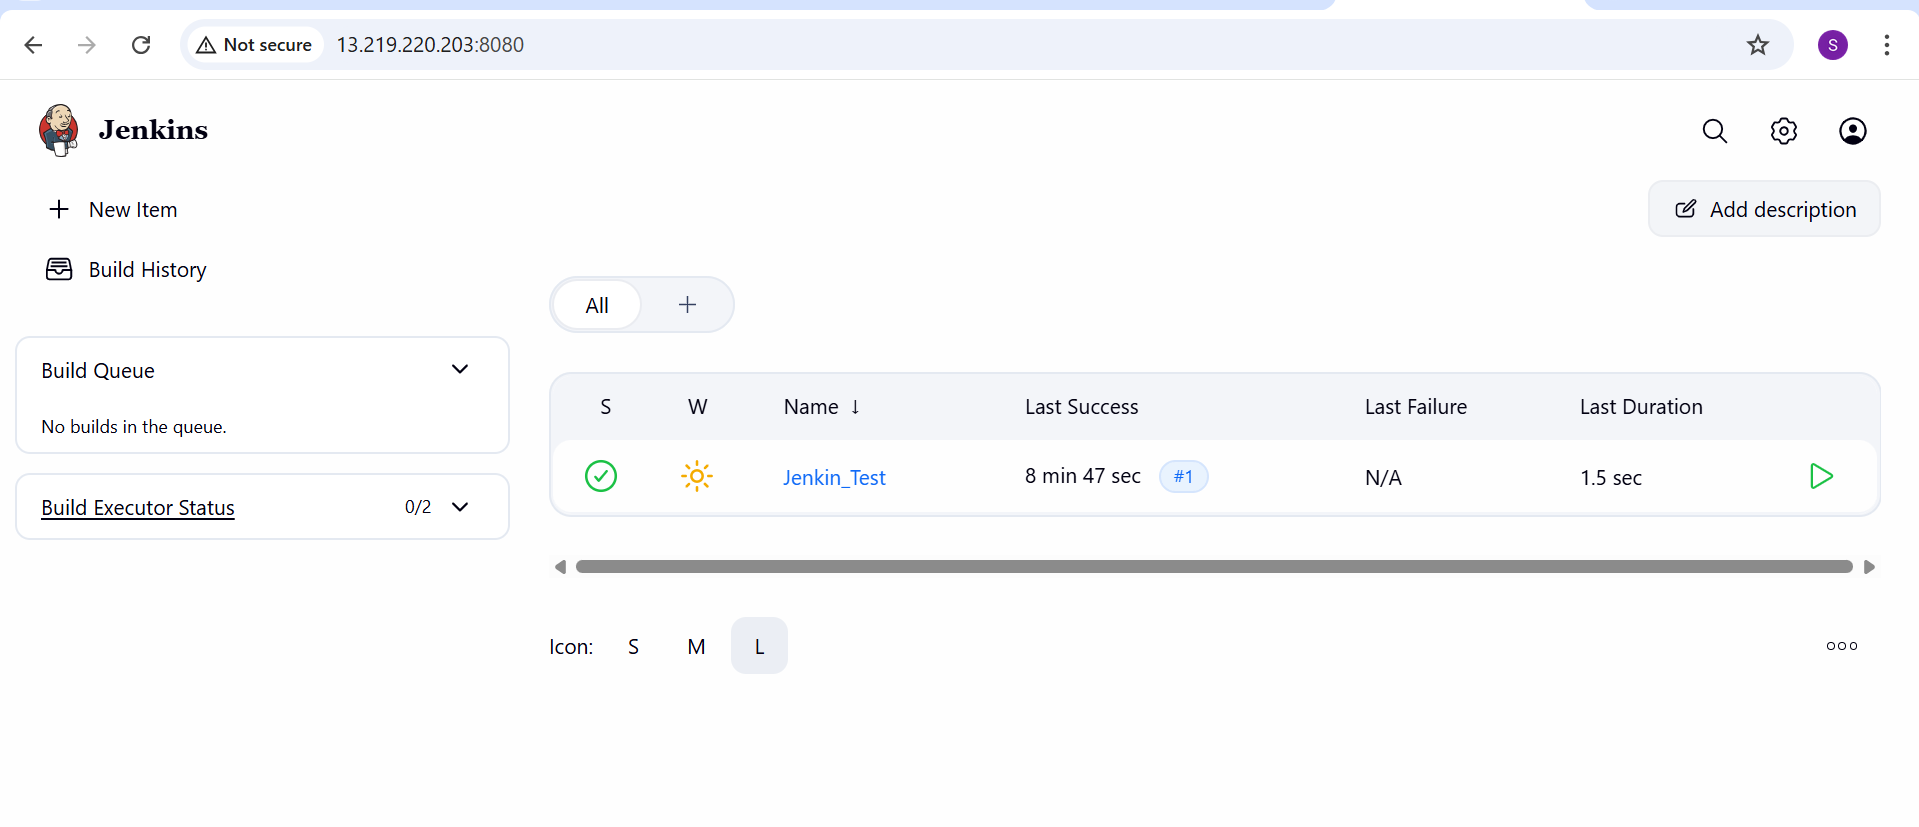 Not secure 13.219.220.203:8080
S
Jenkins
New Item
Add description
Build History
All
Build Queue
No builds in the queue.
Build Executor Status 0/2
S W Name ↓ Last Success Last Failure Last Duration
Jenkin_Test 8 min 47 sec #1 N/A 1.5 sec
Icon: S M L